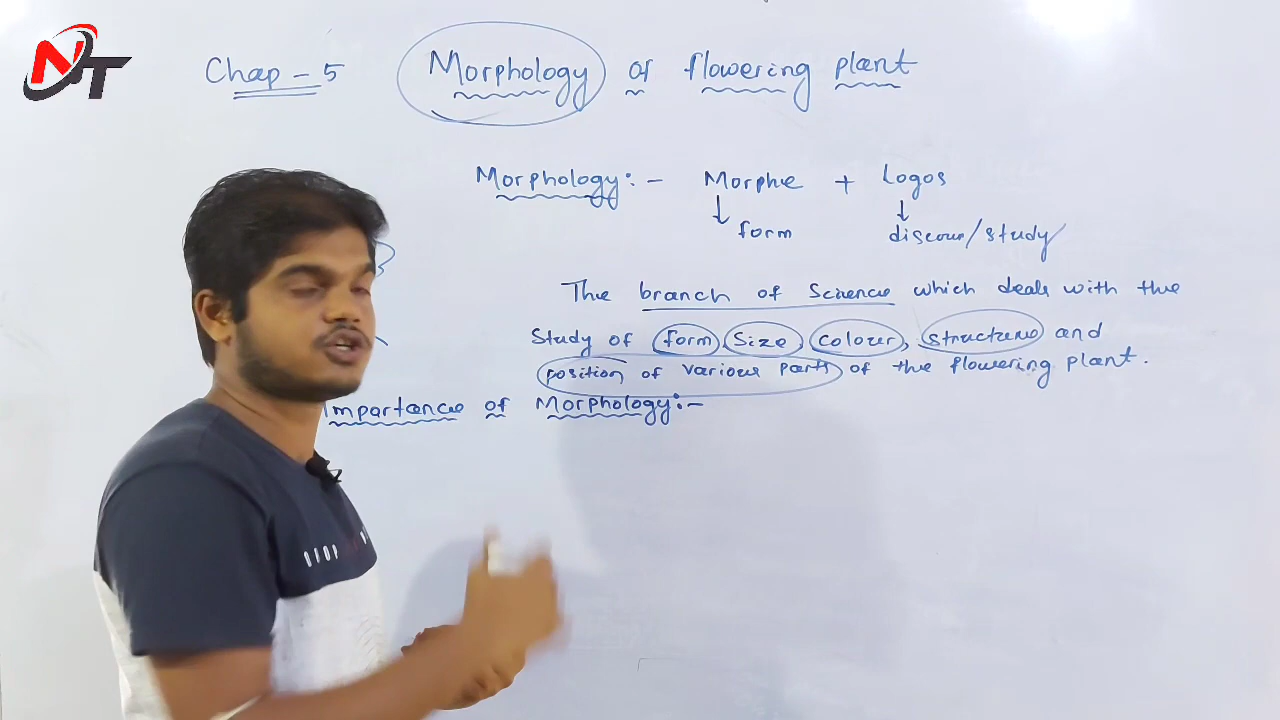 NT
Chap - 5 Morphology of flowering plant
Morphology:- Morphe + Logos
↓ form ↓ discour/study
The branch of Science which deals with the
Study of form, Size, colour, structure and
position of various parts of the flowering plant.
Importance of Morphology:-